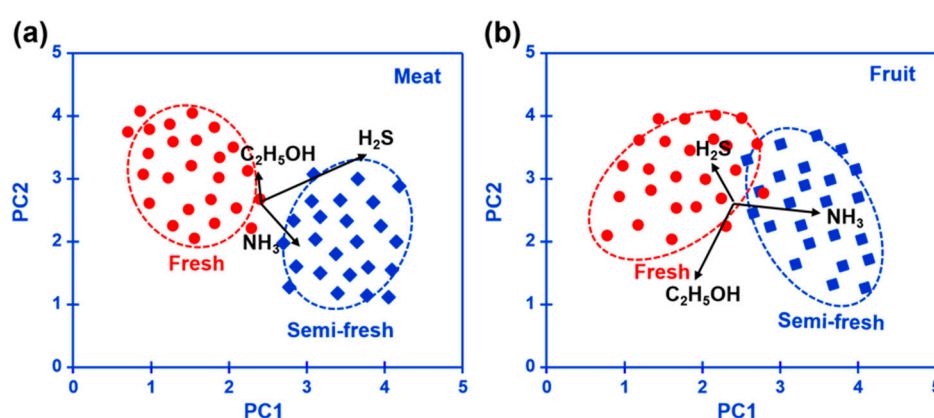 (a)
Meat
5
4
3
2
1
0
PC2
C₂H₅OH
H₂S
NH₃
Fresh
Semi-fresh
0 1 2 3 4 5
PC1
(b)
Fruit
5
4
3
2
1
0
PC2
H₂S
NH₃
Fresh
C₂H₅OH
Semi-fresh
0 1 2 3 4 5
PC1